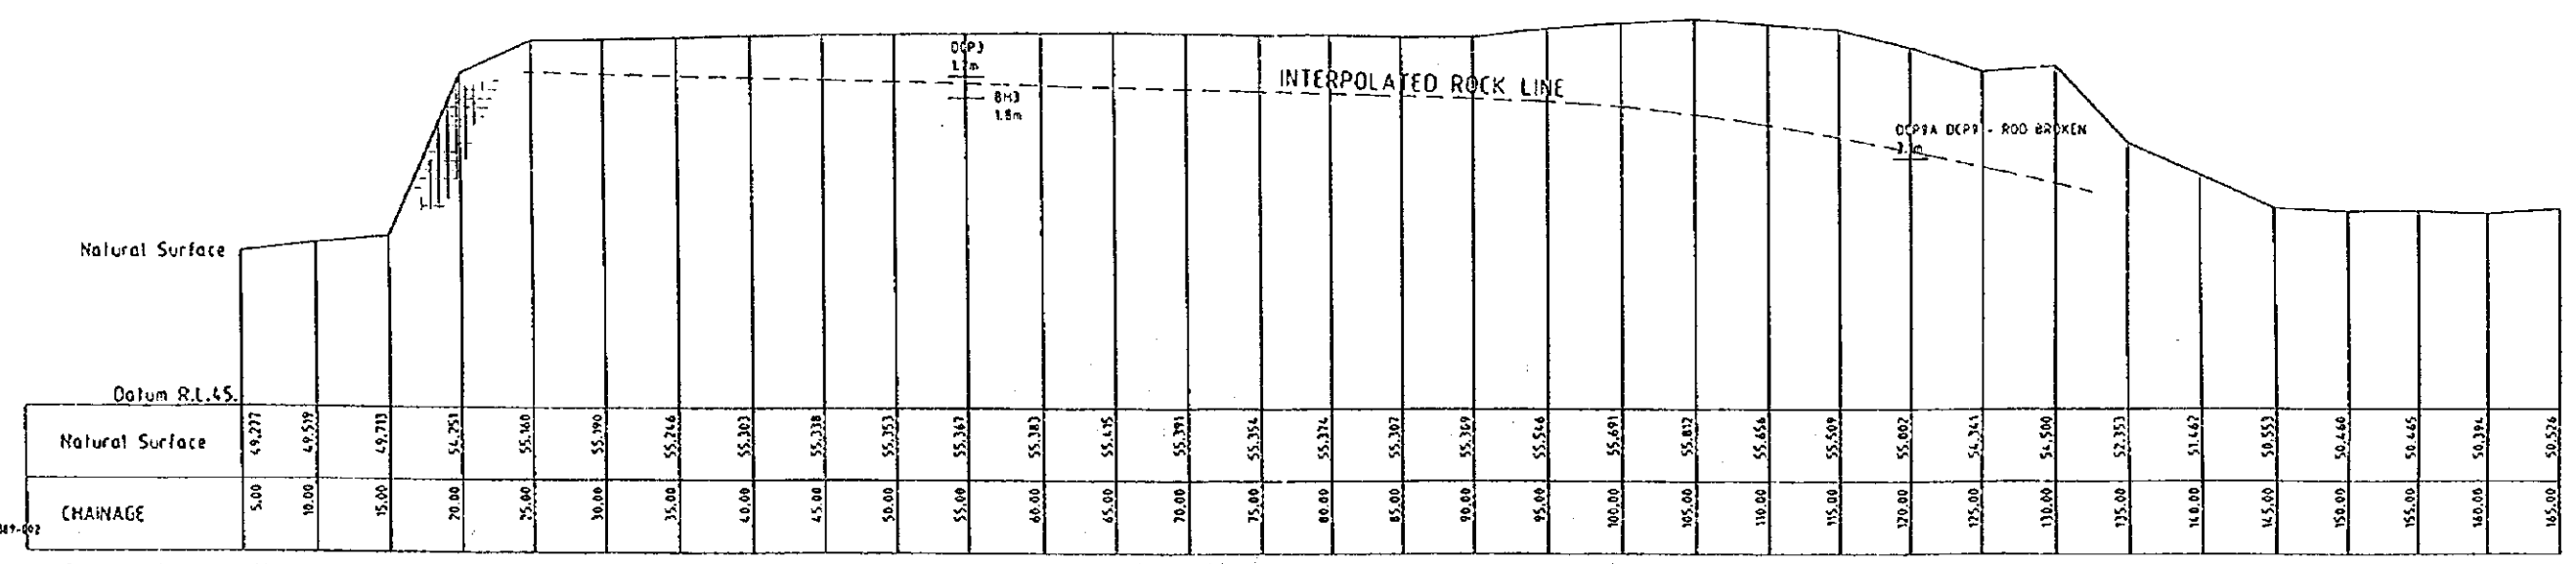 DCP3
BH3
1.8m
INTERPOLATED ROCK LINE
DCP9A DCP9 - ROD BROKEN
Natural Surface
Datum R.L.45.
Natural Surface 49.277 49.713 54.251 55.160 55.190 55.246 55.303 55.338 55.353 55.367 55.383 55.415 55.391 55.354 55.324 55.307 55.309 55.546 55.691 55.812 55.656 55.509 55.002 54.341 54.500 52.353 51.462 50.553 50.460 50.465 50.394 50.526
CHAINAGE 5.00 10.00 15.00 20.00 25.00 30.00 35.00 40.00 45.00 50.00 55.00 60.00 65.00 70.00 75.00 80.00 85.00 90.00 95.00 100.00 105.00 110.00 115.00 120.00 125.00 130.00 135.00 140.00 145.00 150.00 155.00 160.00 165.00